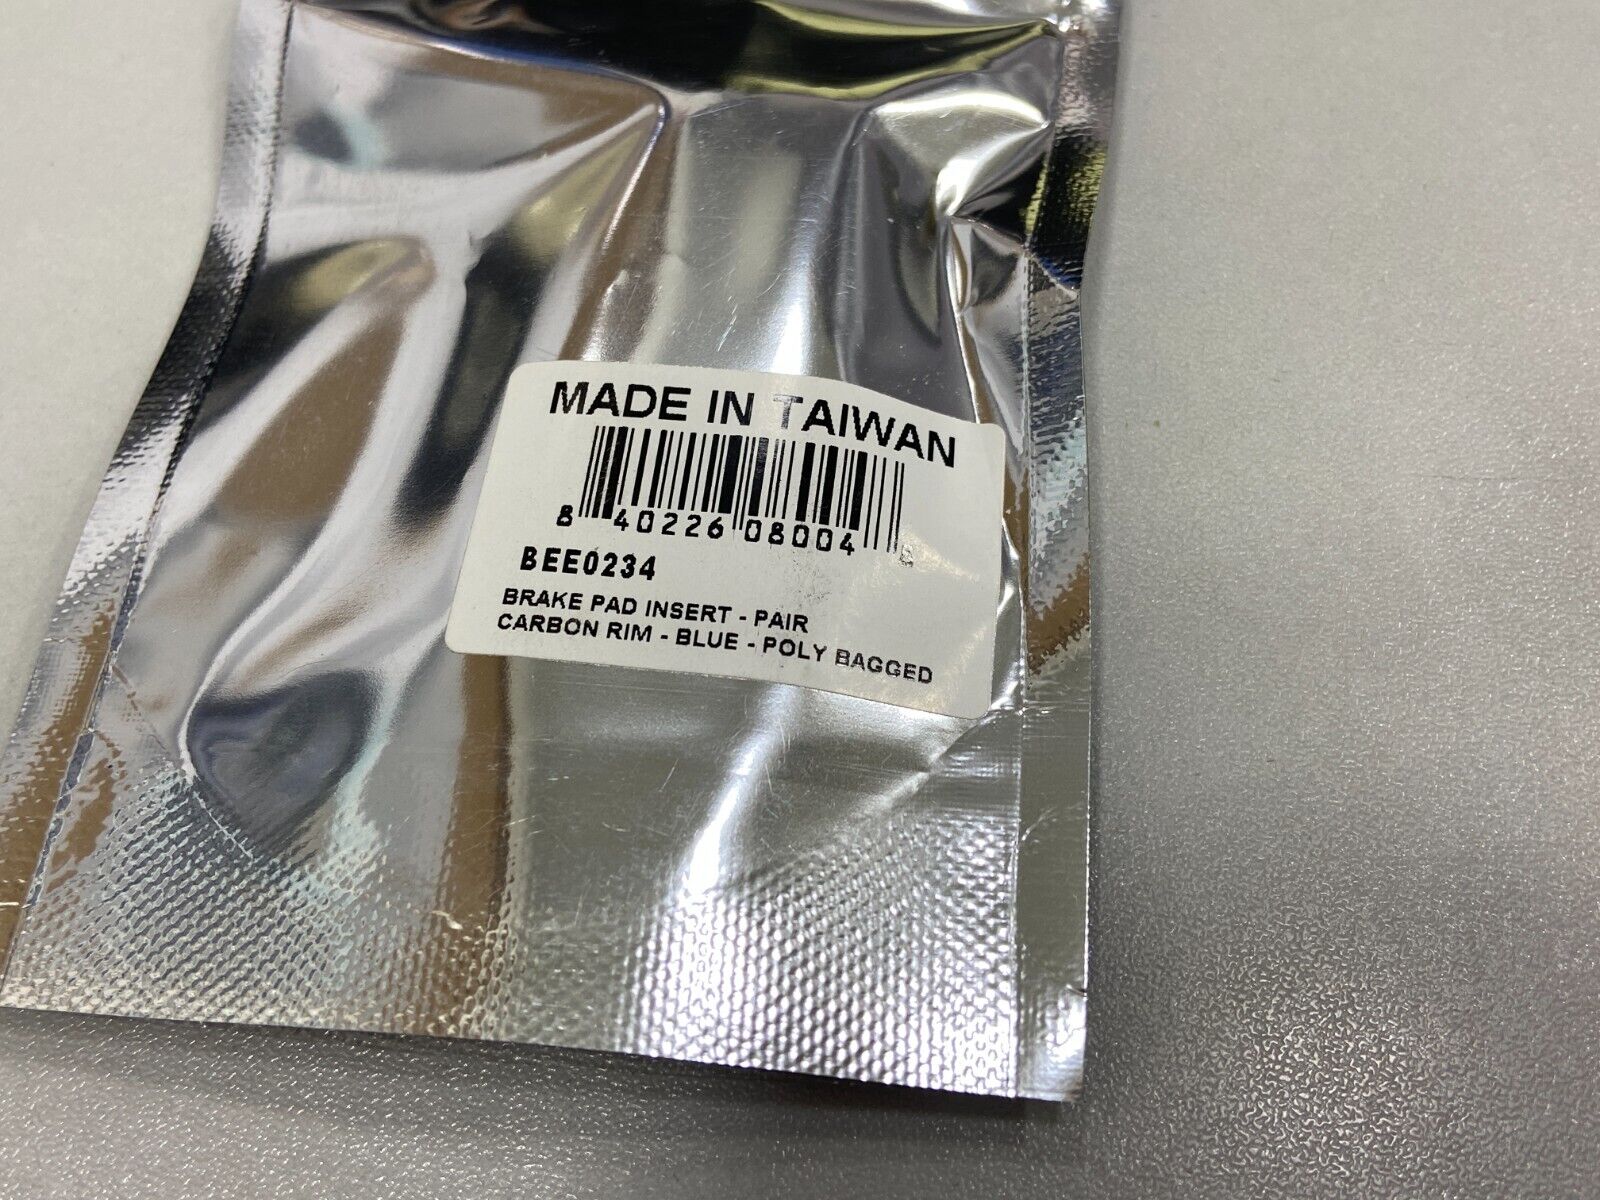 MADE IN TAIWAN
8 40226 08004
BEE0234
BRAKE PAD INSERT - PAIR
CARBON RIM - BLUE - POLY BAGGED